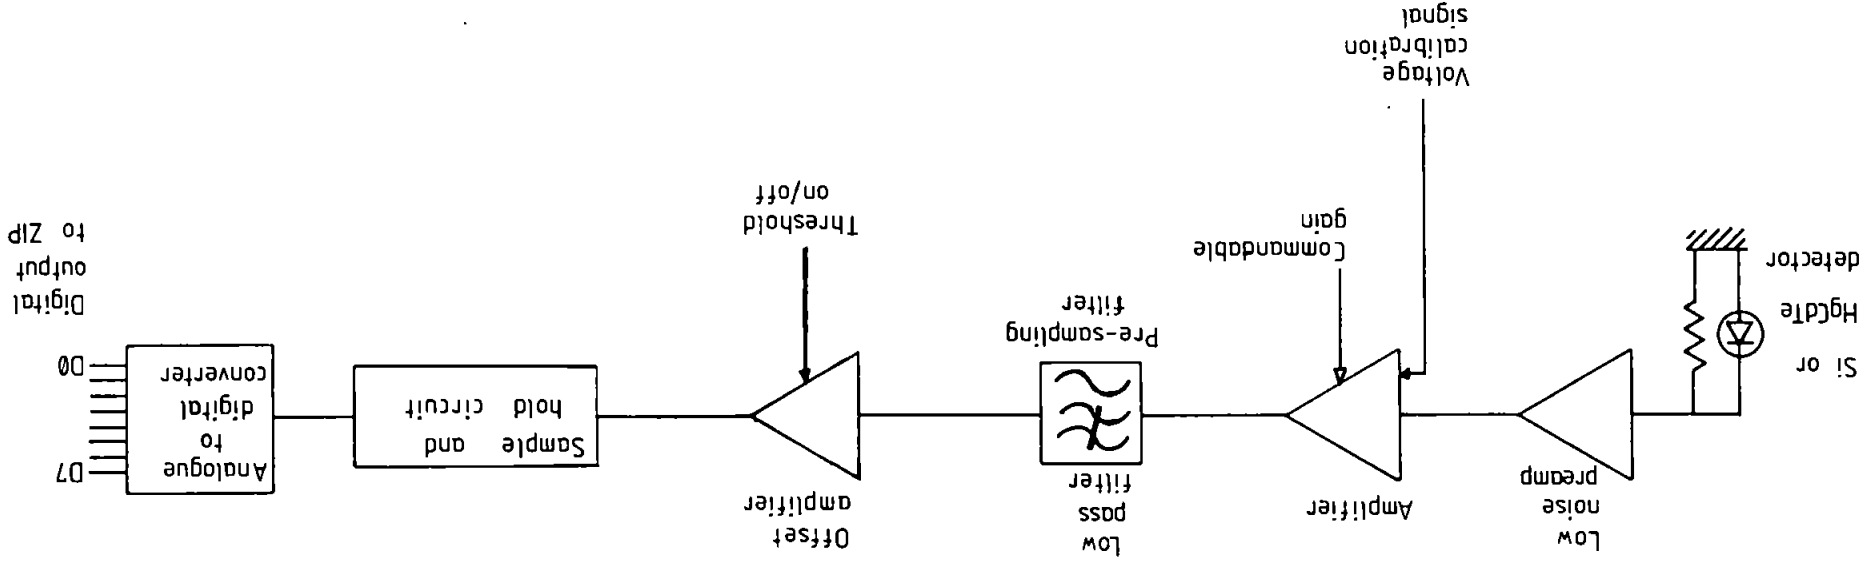 Low
noise
preamp
Amplifier
Low
pass
filter
Offset
amplifier
Si or
HgCdTe
detector
Pre-sampling
filter
Sample and
hold circuit
Analogue
to
digital
converter
D7
D0
Digital
output
to ZIP
Commandable
gain
Threshold
on/off
Voltage
calibration
signal